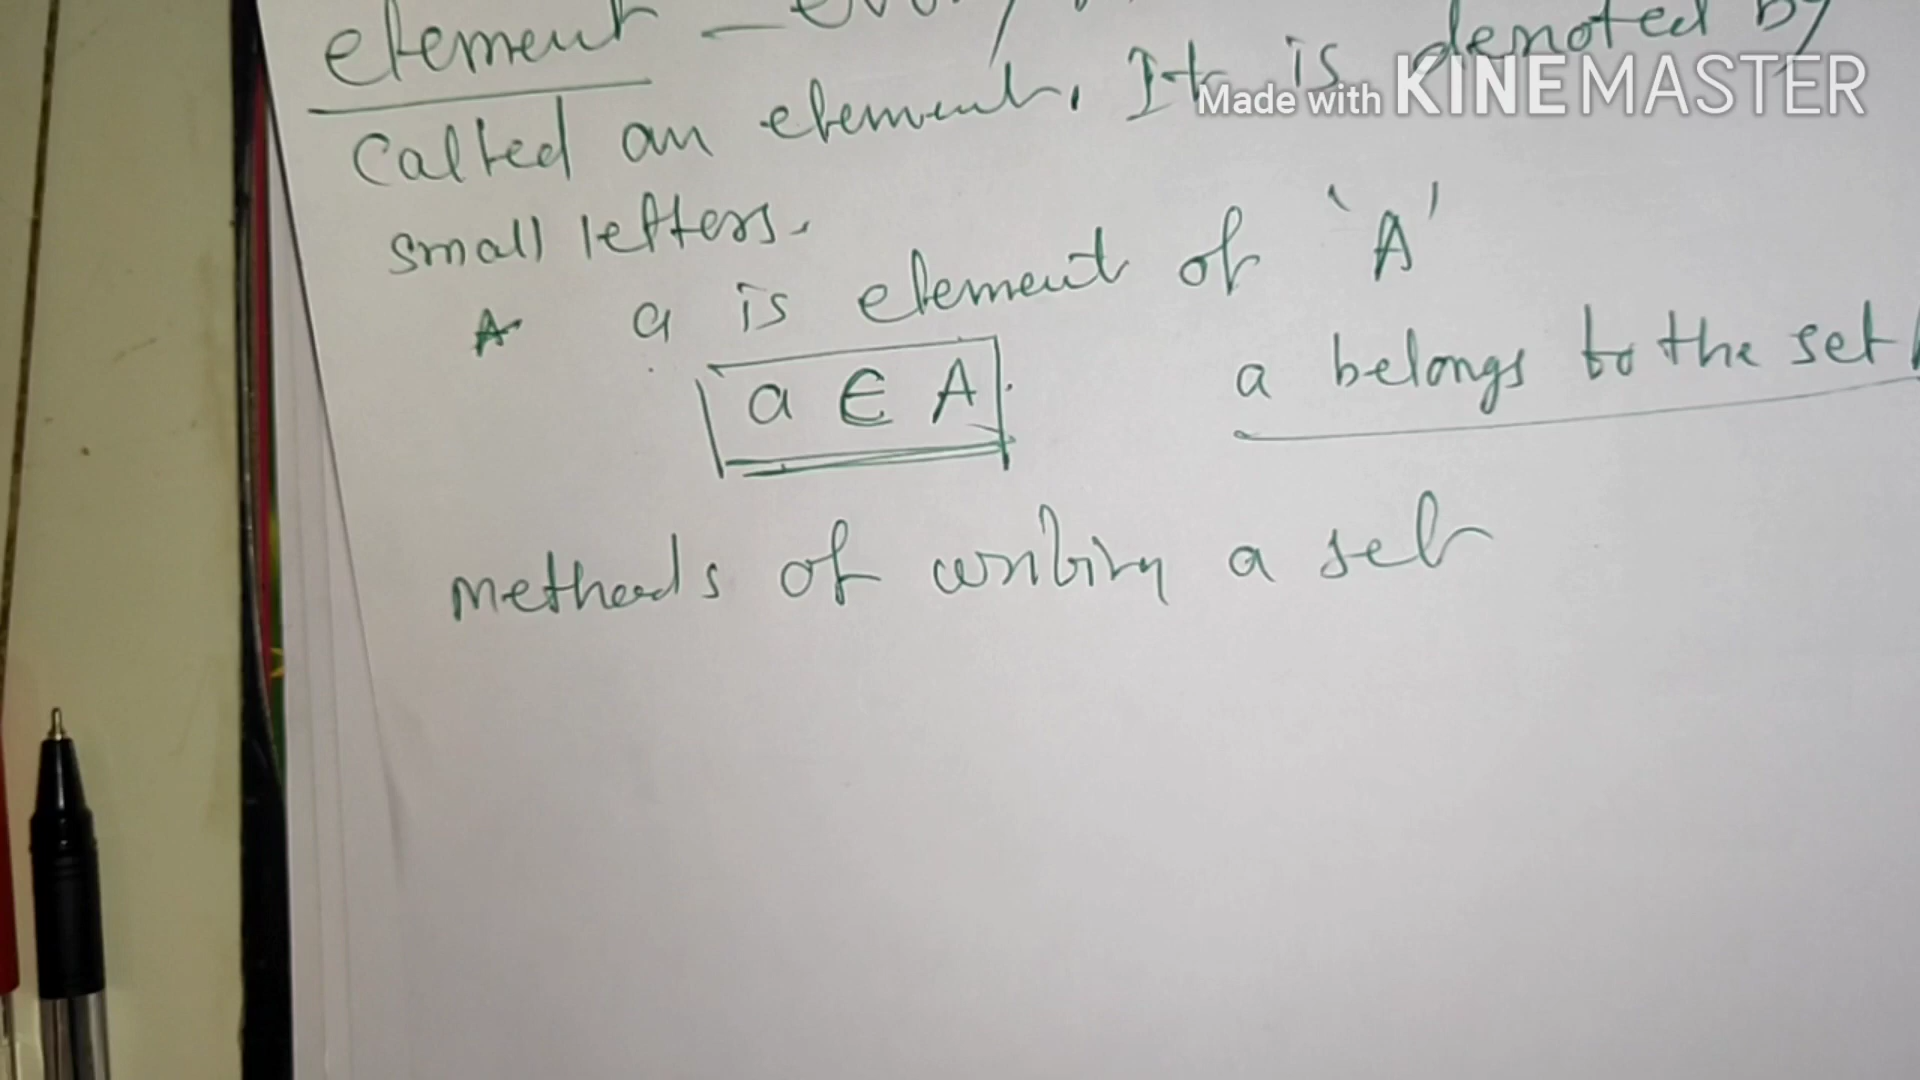 element –
called an element. It is denoted by
small letters.
A a is element of 'A'
a ∈ A. a belongs to the set
methods of writing a set
Made with KINEMASTER